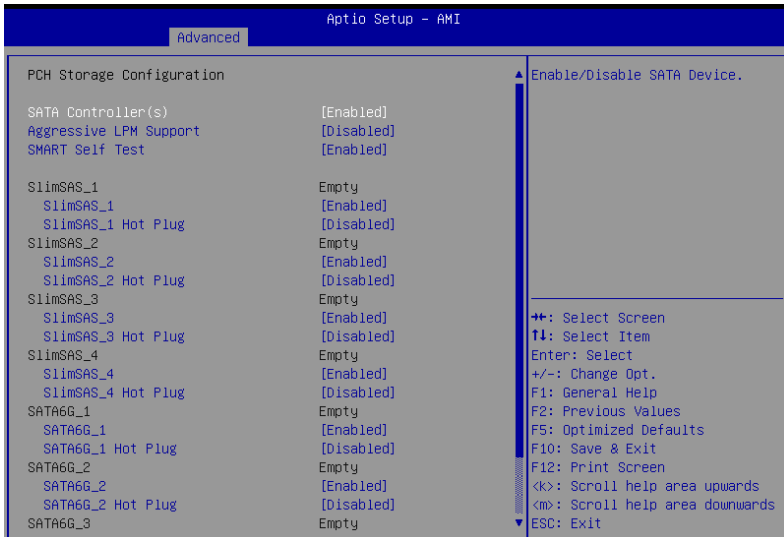 Aptio Setup – AMI
Advanced
PCH Storage Configuration
SATA Controller(s) [Enabled]
Aggressive LPM Support [Disabled]
SMART Self Test [Enabled]
SlimSAS_1 Empty
SlimSAS_1 [Enabled]
SlimSAS_1 Hot Plug [Disabled]
SlimSAS_2 Empty
SlimSAS_2 [Enabled]
SlimSAS_2 Hot Plug [Disabled]
SlimSAS_3 Empty
SlimSAS_3 [Enabled]
SlimSAS_3 Hot Plug [Disabled]
SlimSAS_4 Empty
SlimSAS_4 [Enabled]
SlimSAS_4 Hot Plug [Disabled]
SATA6G_1 Empty
SATA6G_1 [Enabled]
SATA6G_1 Hot Plug [Disabled]
SATA6G_2 Empty
SATA6G_2 [Enabled]
SATA6G_2 Hot Plug [Disabled]
SATA6G_3 Empty
Enable/Disable SATA Device.
→←: Select Screen
↑↓: Select Item
Enter: Select
+/-: Change Opt.
F1: General Help
F2: Previous Values
F5: Optimized Defaults
F10: Save & Exit
F12: Print Screen
<k>: Scroll help area upwards
<m>: Scroll help area downwards
ESC: Exit